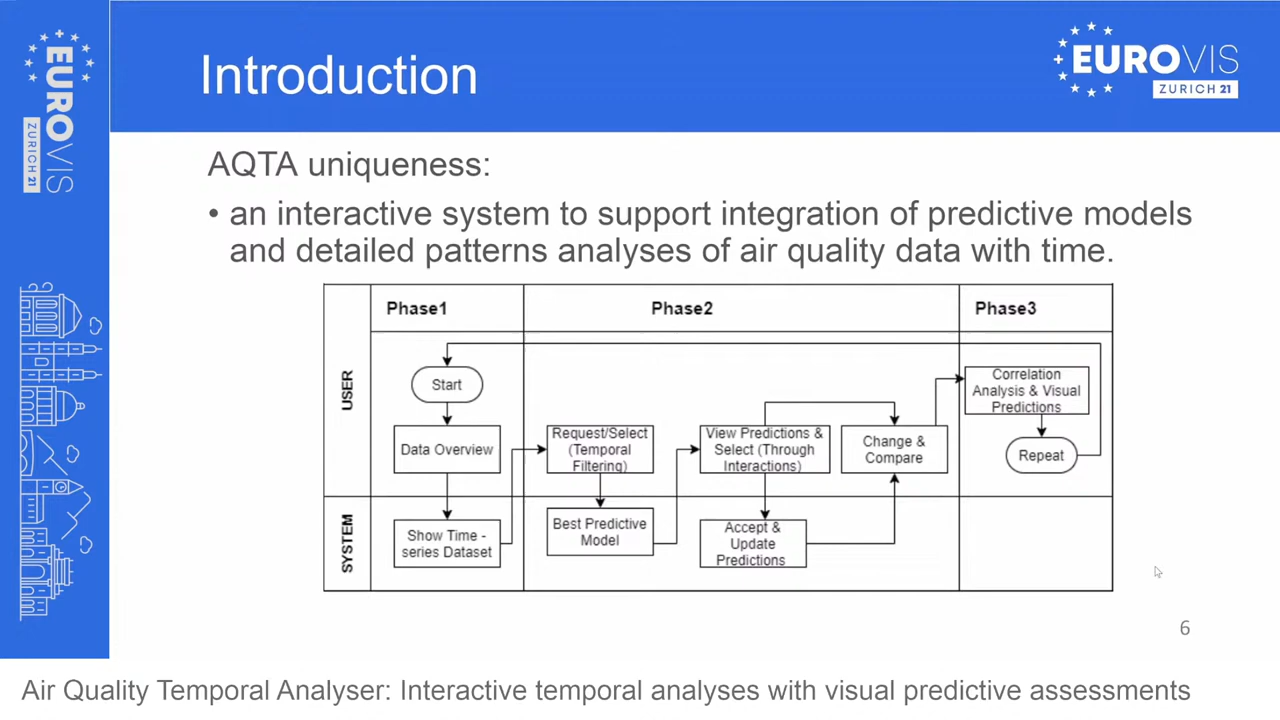 Introduction
EUROVIS
ZURICH 21
EUROVIS
ZURICH 21
AQTA uniqueness:
• an interactive system to support integration of predictive models
and detailed patterns analyses of air quality data with time.
Phase1
Phase2
Phase3
USER
Start
Data Overview
Request/Select
(Temporal
Filtering)
View Predictions &
Select (Through
Interactions)
Change &
Compare
Correlation
Analysis & Visual
Predictions
Repeat
SYSTEM
Show Time -
series Dataset
Best Predictive
Model
Accept &
Update
Predictions
6
Air Quality Temporal Analyser: Interactive temporal analyses with visual predictive assessments